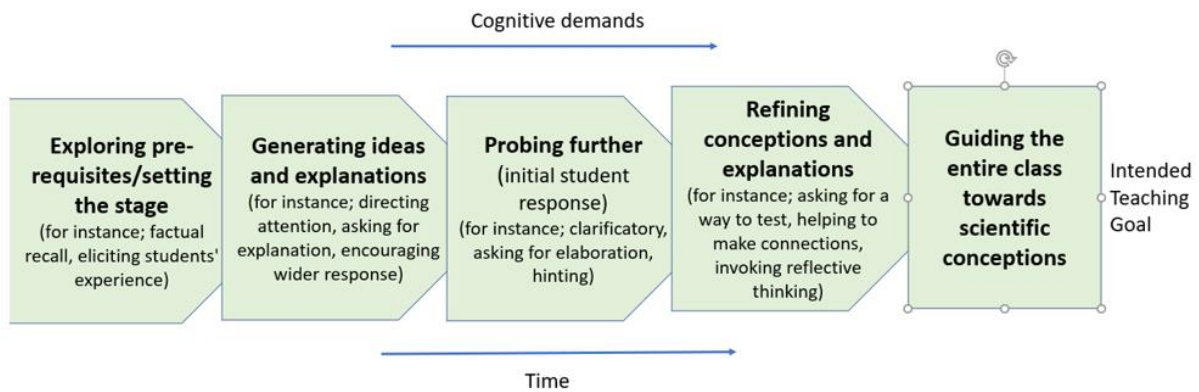 Cognitive demands
Exploring pre-
requisites/setting
the stage
(for instance; factual
recall, eliciting students'
experience)
Generating ideas
and explanations
(for instance; directing
attention, asking for
explanation, encouraging
wider response)
Probing further
(initial student
response)
(for instance; clarificatory,
asking for elaboration,
hinting)
Refining
conceptions and
explanations
(for instance; asking for a
way to test, helping to
make connections,
invoking reflective
thinking)
Guiding the
entire class
towards
scientific
conceptions
Intended
Teaching
Goal
Time